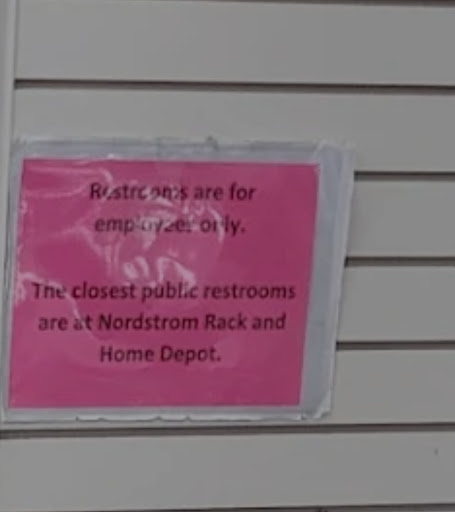 Restrooms are for
employees only.
The closest public restrooms
are at Nordstrom Rack and
Home Depot.